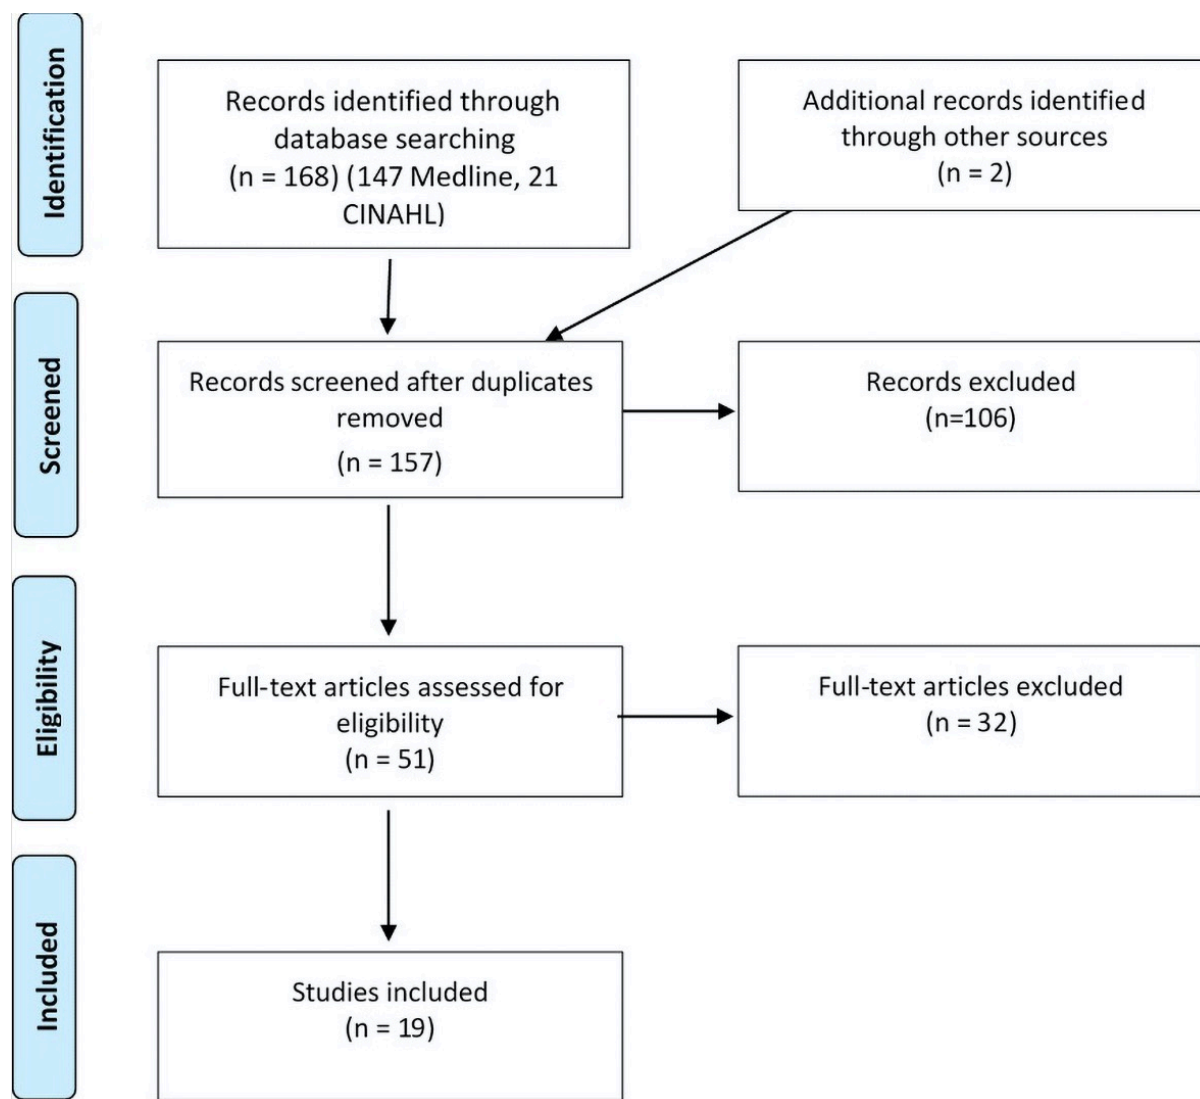 Identification
Records identified through
database searching
(n = 168) (147 Medline, 21
CINAHL)
Additional records identified
through other sources
(n = 2)
Screened
Records screened after duplicates
removed
(n = 157)
Records excluded
(n=106)
Eligibility
Full-text articles assessed for
eligibility
(n = 51)
Full-text articles excluded
(n = 32)
Included
Studies included
(n = 19)